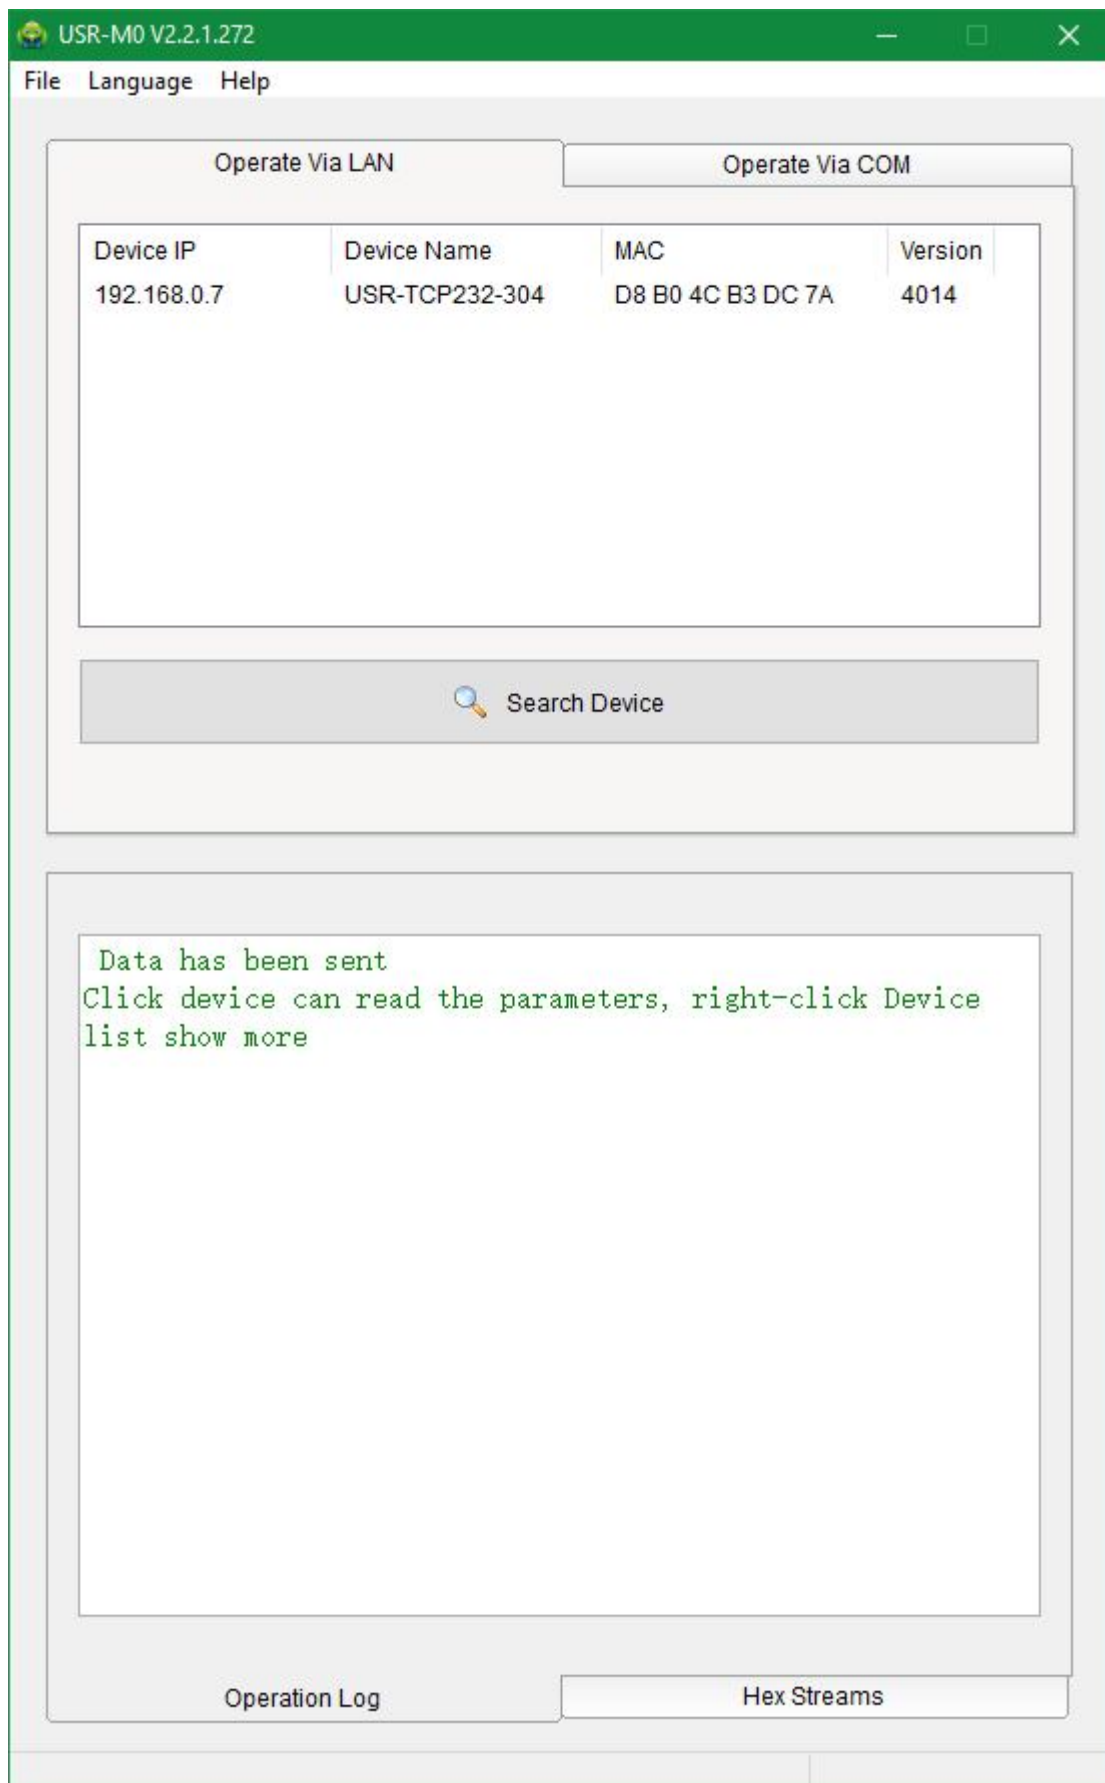 USR-M0 V2.2.1.272
File Language Help
Operate Via LAN Operate Via COM
Device IP Device Name MAC Version
192.168.0.7 USR-TCP232-304 D8 B0 4C B3 DC 7A 4014
Search Device
Data has been sent
Click device can read the parameters, right-click Device
list show more
Operation Log Hex Streams